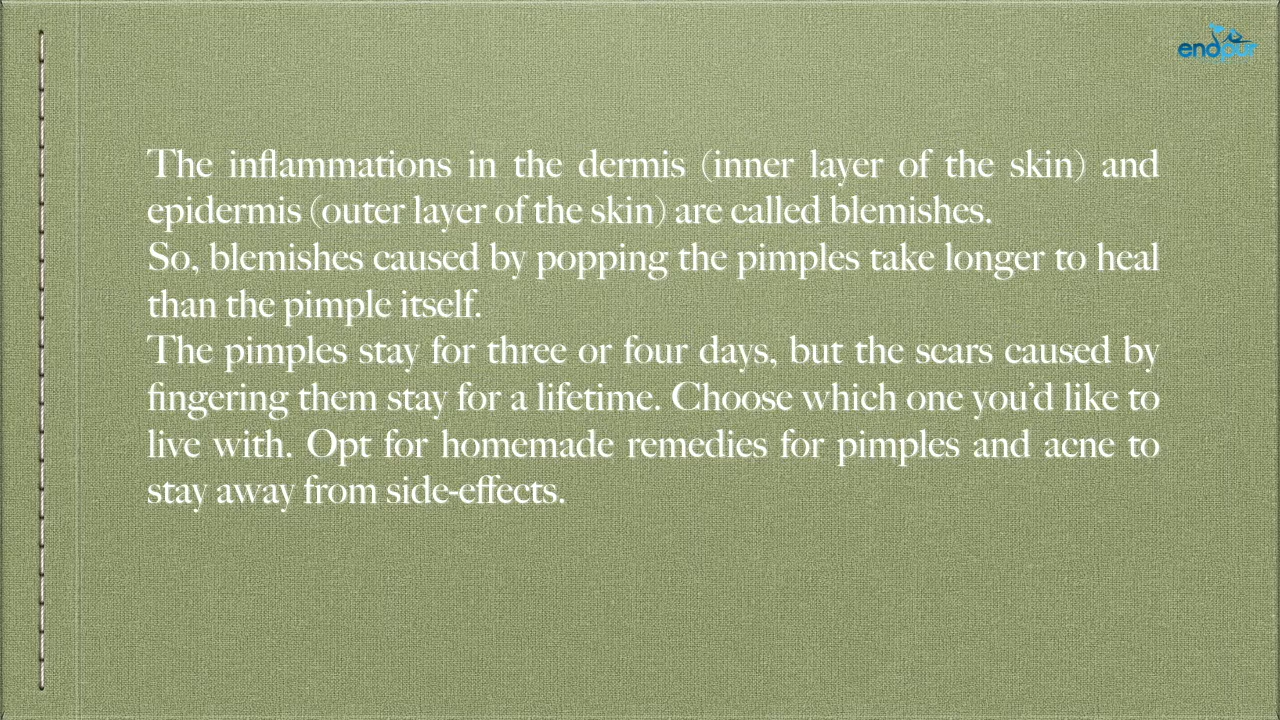 endpur
The inflammations in the dermis (inner layer of the skin) and
epidermis (outer layer of the skin) are called blemishes.
So, blemishes caused by popping the pimples take longer to heal
than the pimple itself.
The pimples stay for three or four days, but the scars caused by
fingering them stay for a lifetime. Choose which one you’d like to
live with. Opt for homemade remedies for pimples and acne to
stay away from side-effects.